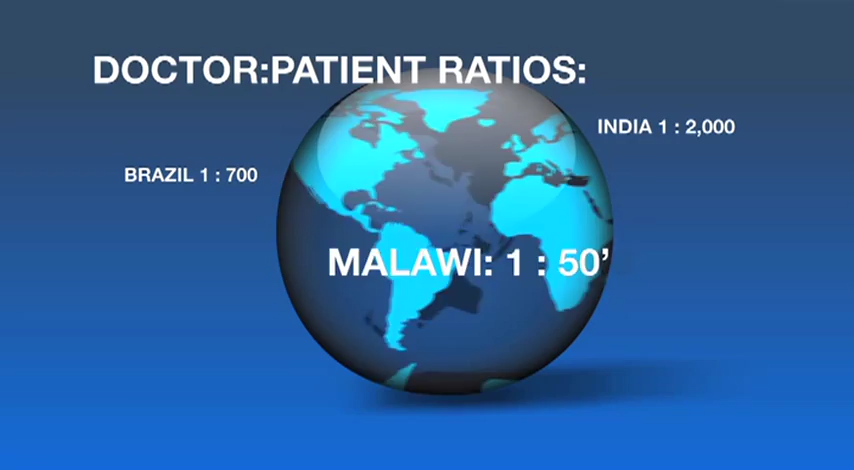 DOCTOR:PATIENT RATIOS:
INDIA 1 : 2,000
BRAZIL 1 : 700
MALAWI: 1 : 50’